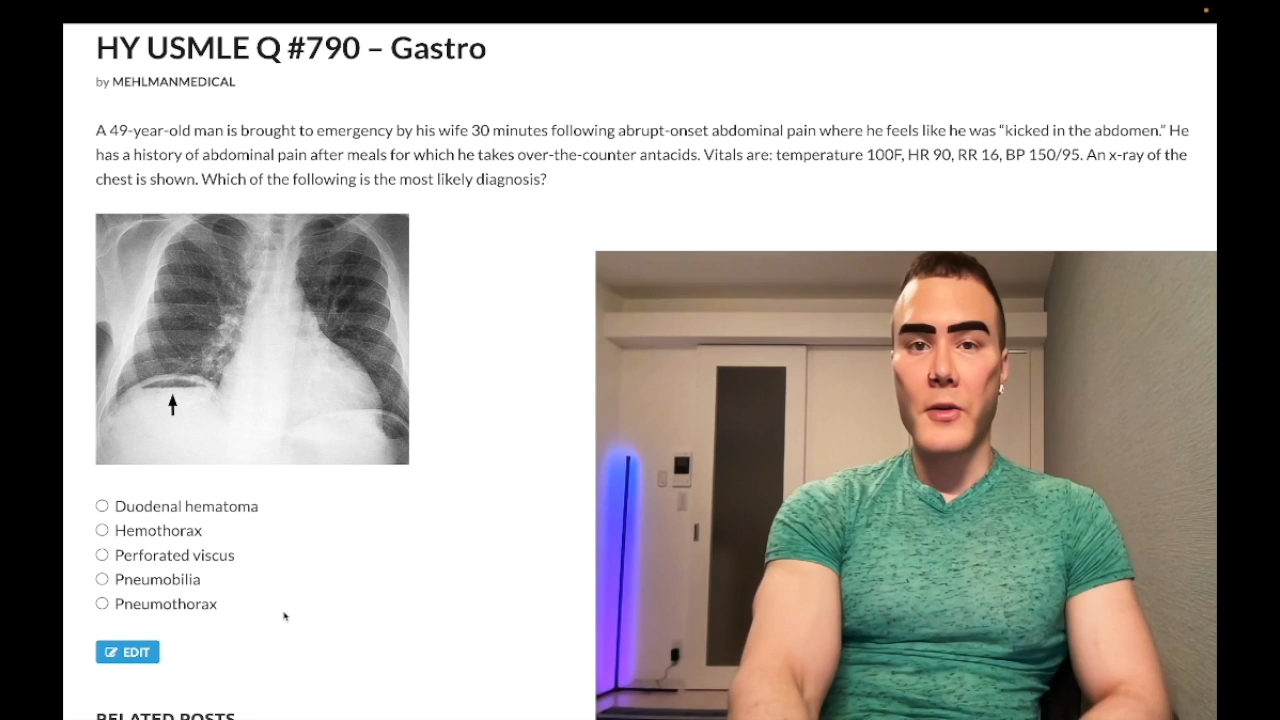 HY USMLE Q #790 – Gastro
by MEHLMANMEDICAL
A 49-year-old man is brought to emergency by his wife 30 minutes following abrupt-onset abdominal pain where he feels like he was “kicked in the abdomen.” He
has a history of abdominal pain after meals for which he takes over-the-counter antacids. Vitals are: temperature 100F, HR 90, RR 16, BP 150/95. An x-ray of the
chest is shown. Which of the following is the most likely diagnosis?
Duodenal hematoma
Hemothorax
Perforated viscus
Pneumobilia
Pneumothorax
EDIT
RELATED POSTS